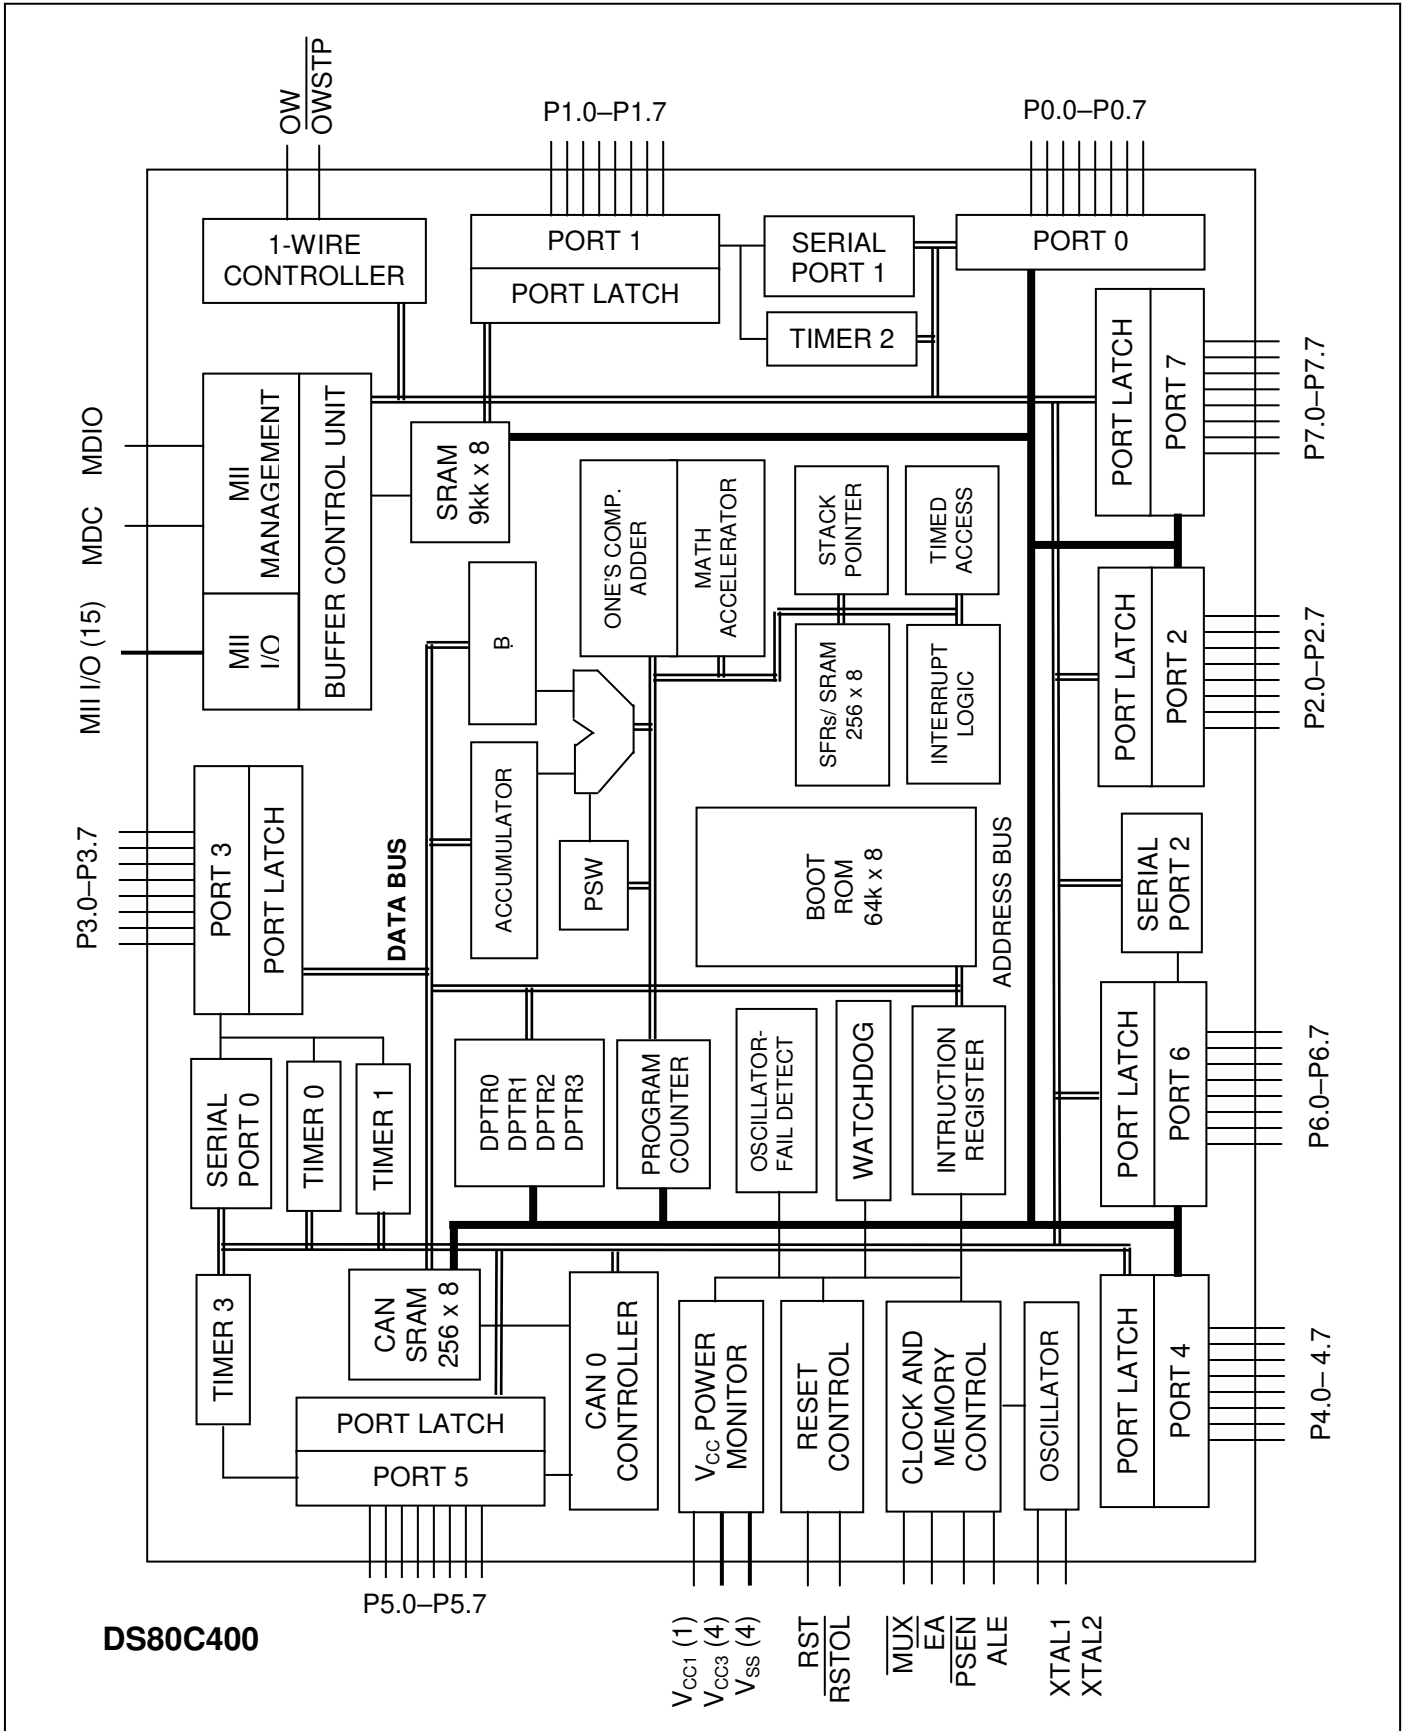 OW
OWSTP
P1.0–P1.7
P0.0–P0.7
1-WIRE
CONTROLLER
PORT 1
PORT LATCH
SERIAL
PORT 1
TIMER 2
PORT 0
PORT LATCH
PORT 7
P7.0–P7.7
MDIO
MDC
MII I/O (15)
MII
MANAGEMENT
MII
I/O
BUFFER CONTROL UNIT
SRAM
9kk x 8
ONE'S COMP.
ADDER
MATH
ACCELERATOR
STACK
POINTER
TIMED
ACCESS
B
SFRs/ SRAM
256 x 8
INTERRUPT
LOGIC
PORT LATCH
PORT 2
P2.0–P2.7
P3.0–P3.7
PORT 3
PORT LATCH
DATA BUS
ACCUMULATOR
PSW
BOOT
ROM
64k x 8
ADDRESS BUS
SERIAL
PORT 2
SERIAL
PORT 0
TIMER 0
TIMER 1
DPTR0
DPTR1
DPTR2
DPTR3
PROGRAM
COUNTER
OSCILLATOR-
FAIL DETECT
WATCHDOG
INTRUCTION
REGISTER
PORT LATCH
PORT 6
P6.0–P6.7
TIMER 3
CAN
SRAM
256 x 8
CAN 0
CONTROLLER
VCC POWER
MONITOR
RESET
CONTROL
CLOCK AND
MEMORY
CONTROL
OSCILLATOR
PORT LATCH
PORT 4
P4.0– 4.7
PORT LATCH
PORT 5
P5.0–P5.7
VCC1 (1)
VCC3 (4)
VSS (4)
RST
RSTOL
MUX
EA
PSEN
ALE
XTAL1
XTAL2
DS80C400